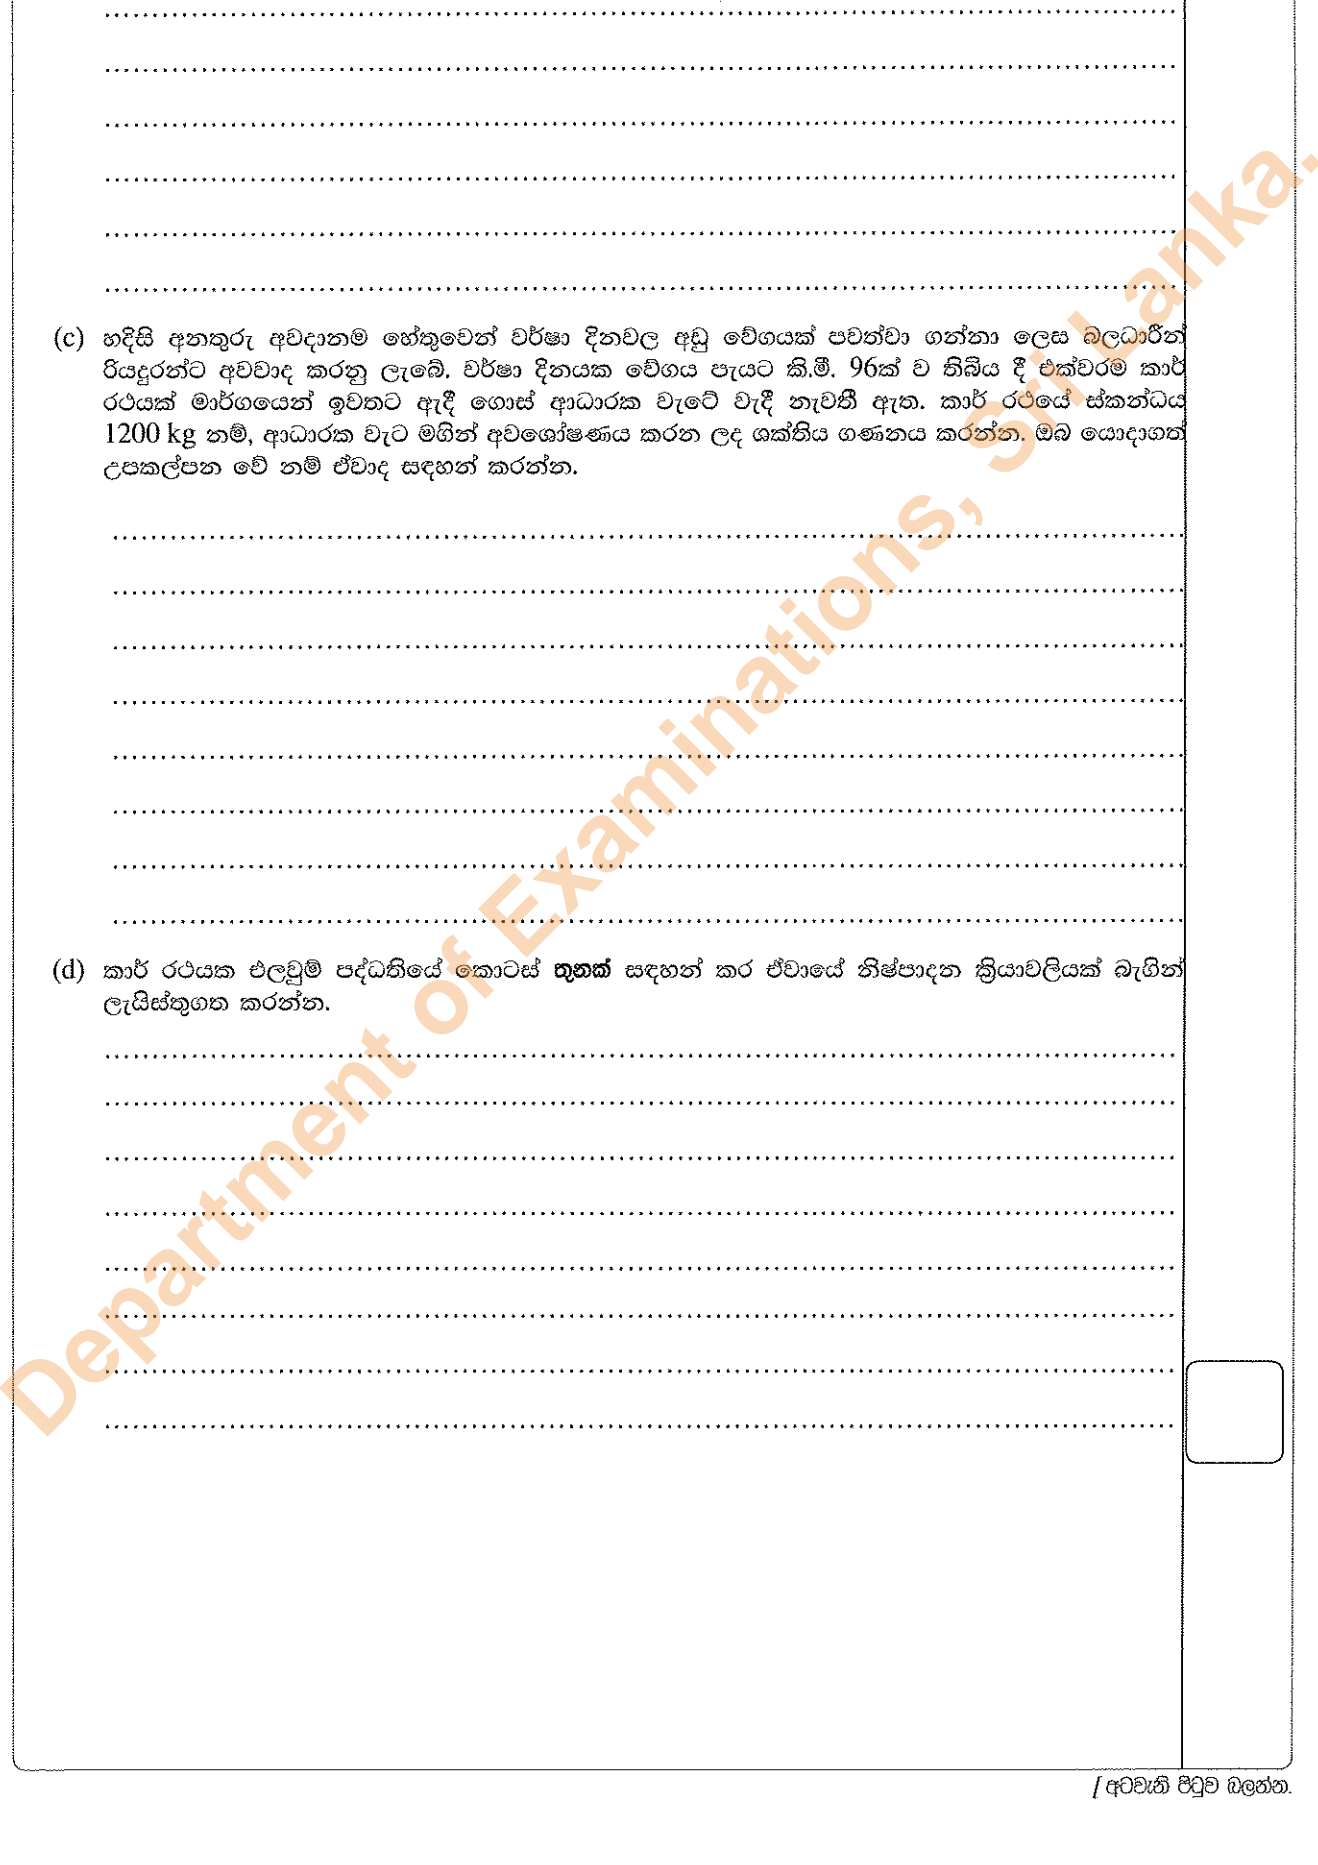 (c) හදිසි අනතුරු අවදානම හේතුවෙන් වර්ෂා දිනවල අඩු වේගයක් පවත්වා ගන්නා ලෙස බලධාරීන්
රියදුරන්ට අවවාද කරනු ලැබේ. වර්ෂා දිනයක වේගය පැයට කි.මී. 96ක් ව තිබිය දී එක්වරම කාර්
රථයක් මාර්ගයෙන් ඉවතට ඇදී ගොස් ආධාරක වැටේ වැදී නැවතී ඇත. කාර් රථයේ ස්කන්ධය
1200 kg නම්, ආධාරක වැට මගින් අවශෝෂණය කරන ලද ශක්තිය ගණනය කරන්න. ඔබ යොදාගත්
උපකල්පන වේ නම් ඒවාද සඳහන් කරන්න.
(d) කාර් රථයක එලවුම් පද්ධතියේ කොටස් තුනක් සඳහන් කර ඒවායේ නිෂ්පාදන ක්‍රියාවලියක් බැගින්
ලැයිස්තුගත කරන්න.
Department of Examinations, Sri Lanka.
[ අටවැනි පිටුව බලන්න.